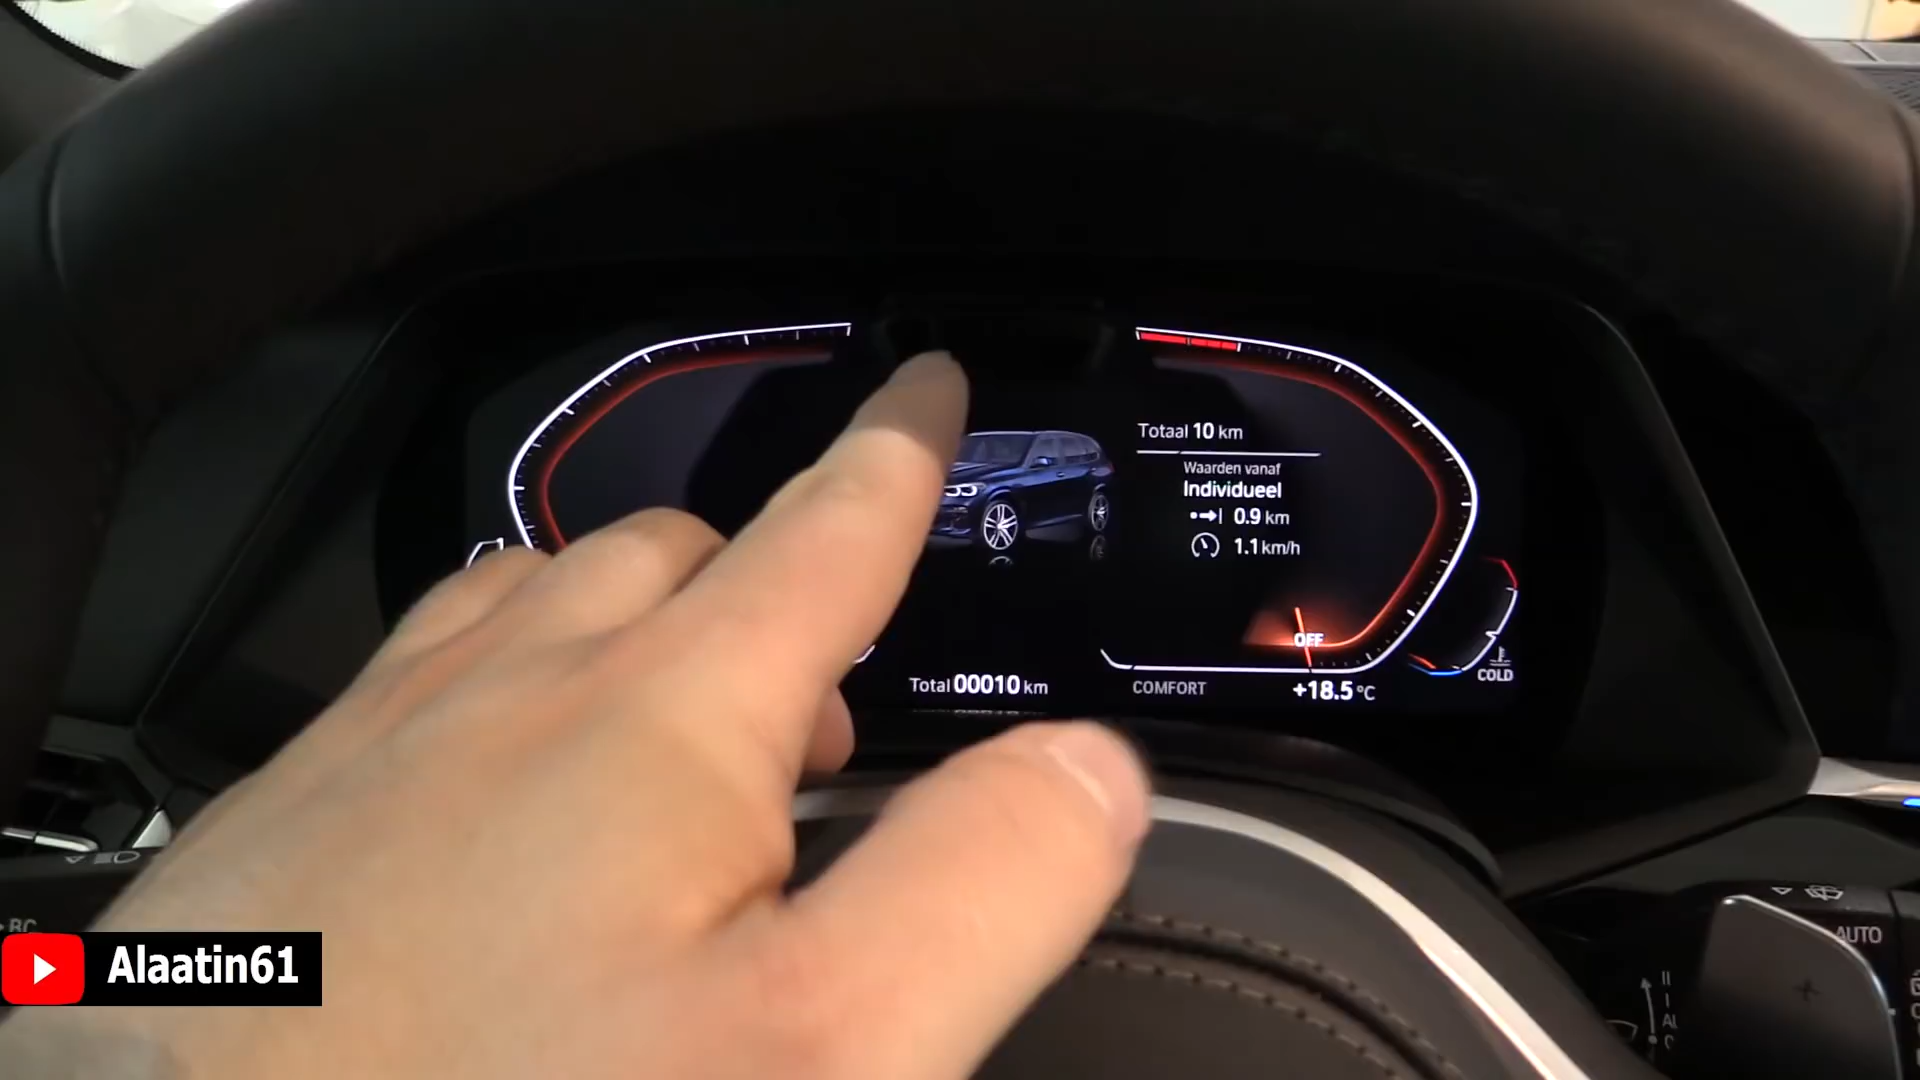 Totaal 10 km
Waarden vanaf
Individueel
0.9 km
1.1 km/h
OFF
COLD
Total 00010 km
COMFORT
+18.5 °C
BC
Alaatin61
AUTO